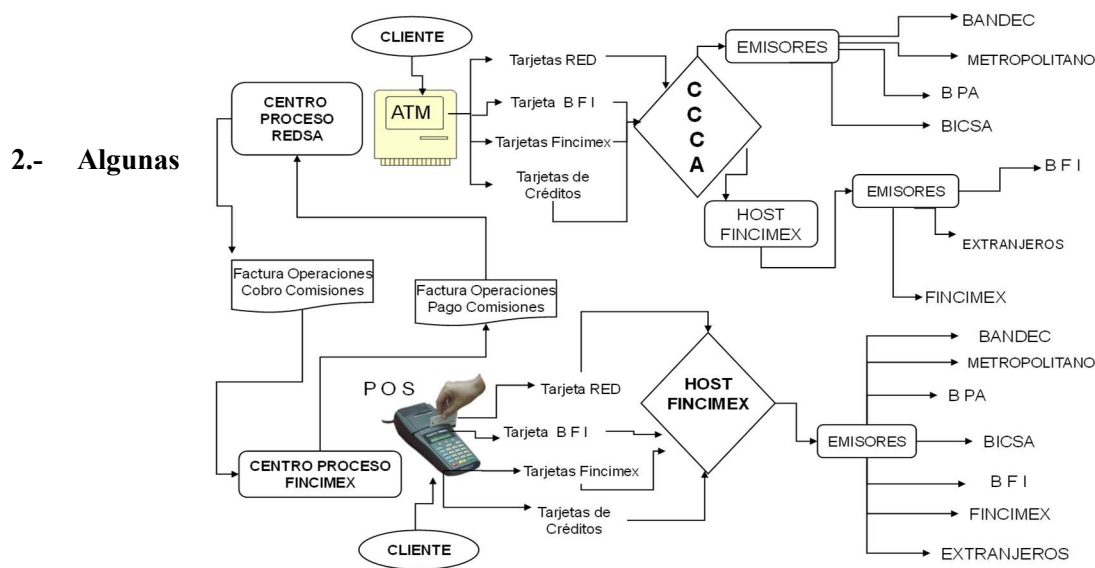 CLIENTE
ATM
Tarjetas RED
Tarjeta B F I
Tarjetas Fincimex
Tarjetas de
Créditos
C
C
C
A
EMISORES
BANDEC
METROPOLITANO
B PA
BICSA
HOST
FINCIMEX
EMISORES
B F I
EXTRANJEROS
FINCIMEX
CENTRO
PROCESO
REDSA
2.- Algunas
Factura Operaciones
Cobro Comisiones
Factura Operaciones
Pago Comisiones
CENTRO PROCESO
FINCIMEX
P O S
CLIENTE
Tarjeta RED
Tarjeta B F I
Tarjetas Fincimex
Tarjetas de
Créditos
HOST
FINCIMEX
EMISORES
BANDEC
METROPOLITANO
B PA
BICSA
B F I
FINCIMEX
EXTRANJEROS